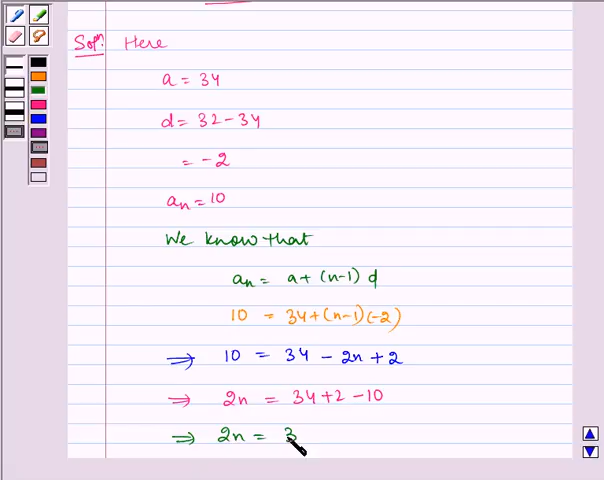 Solⁿ. Here
a = 34
d = 32 - 34
= -2
aₙ = 10
We know that
aₙ = a + (n-1) d
10 = 34 + (n-1)(-2)
⇒ 10 = 34 - 2n + 2
⇒ 2n = 34 + 2 - 10
⇒ 2n = 3